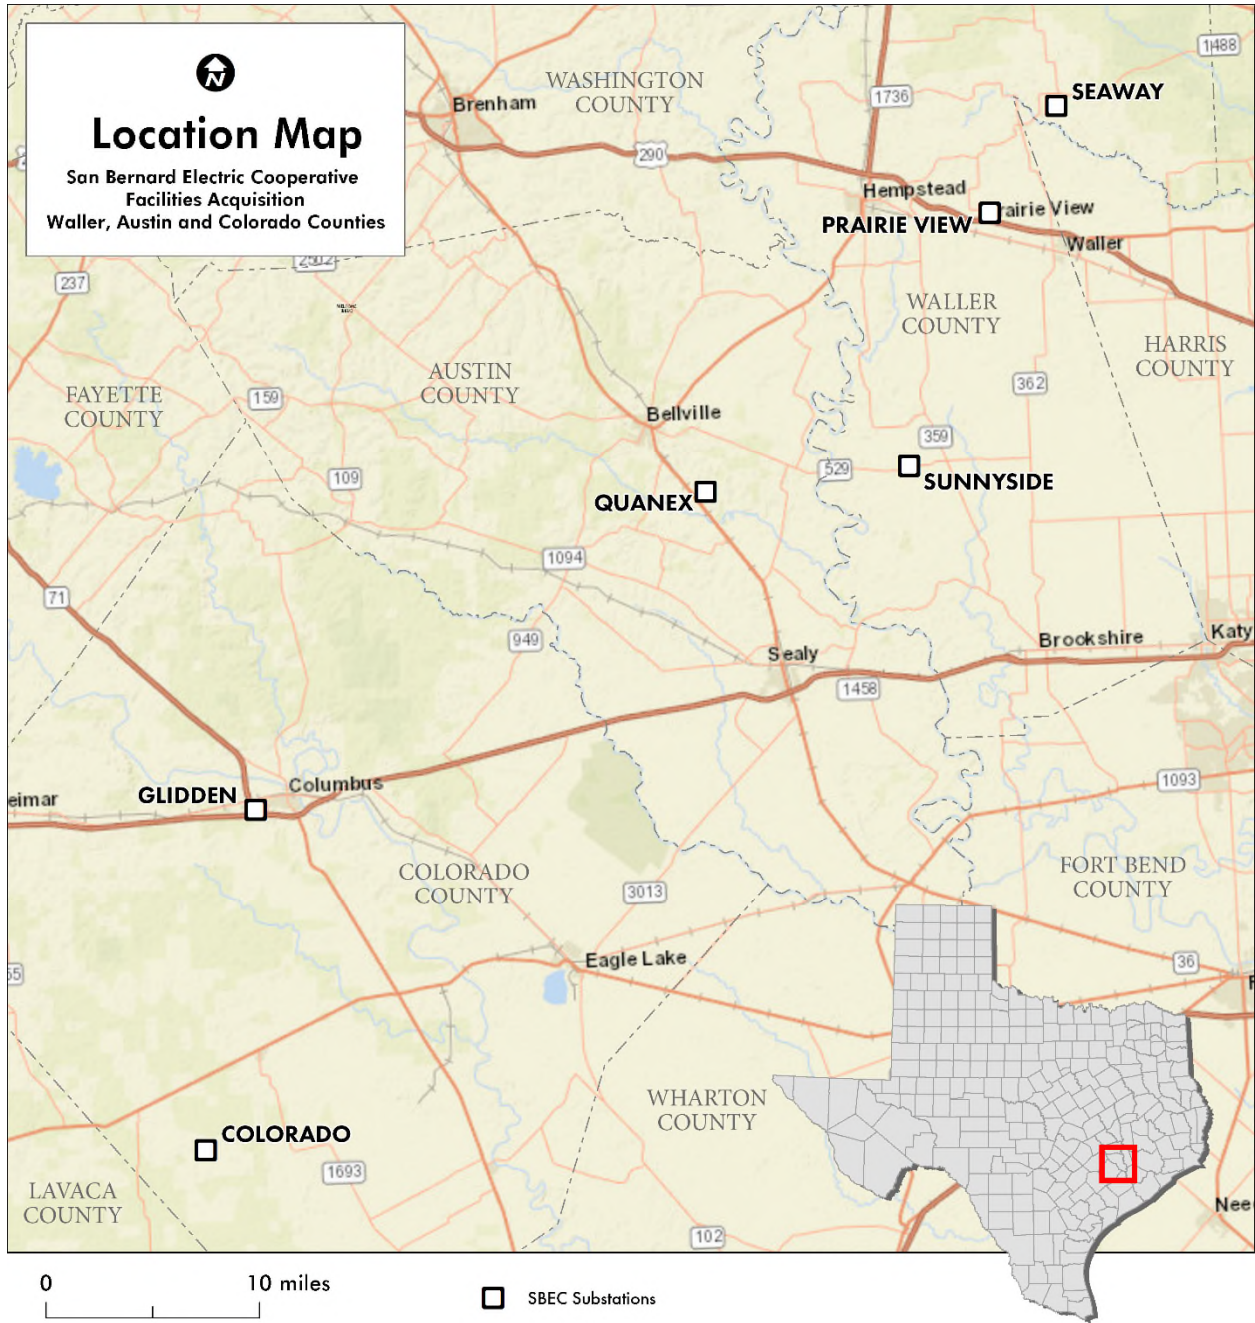 N
Location Map
San Bernard Electric Cooperative
Facilities Acquisition
Waller, Austin and Colorado Counties
WASHINGTON
COUNTY
Brenham
290
1736
1488
SEAWAY
Hempstead
PRAIRIE VIEW
rairie View
Waller
2502
237
WALLER
COUNTY
HARRIS
COUNTY
FAYETTE
COUNTY
159
AUSTIN
COUNTY
362
Bellville
359
109
529
SUNNYSIDE
QUANEX
1094
71
949
Brookshire
Katy
Sealy
1458
Columbus
GLIDDEN
eimar
1093
COLORADO
COUNTY
3013
FORT BEND
COUNTY
Eagle Lake
36
55
F
WHARTON
COUNTY
COLORADO
1693
LAVACA
COUNTY
102
Nee
0
10 miles
SBEC Substations